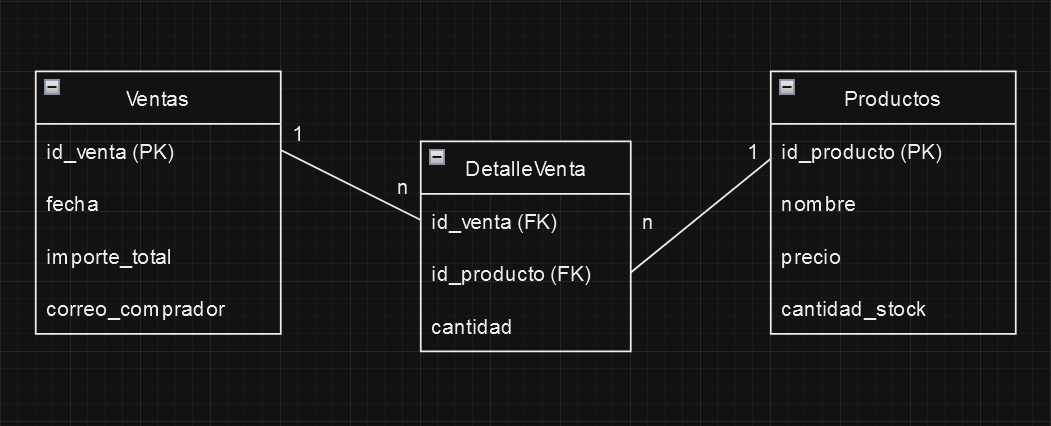 Ventas
id_venta (PK)
fecha
importe_total
correo_comprador
1
n
DetalleVenta
id_venta (FK)
id_producto (FK)
cantidad
n
1
Productos
id_producto (PK)
nombre
precio
cantidad_stock